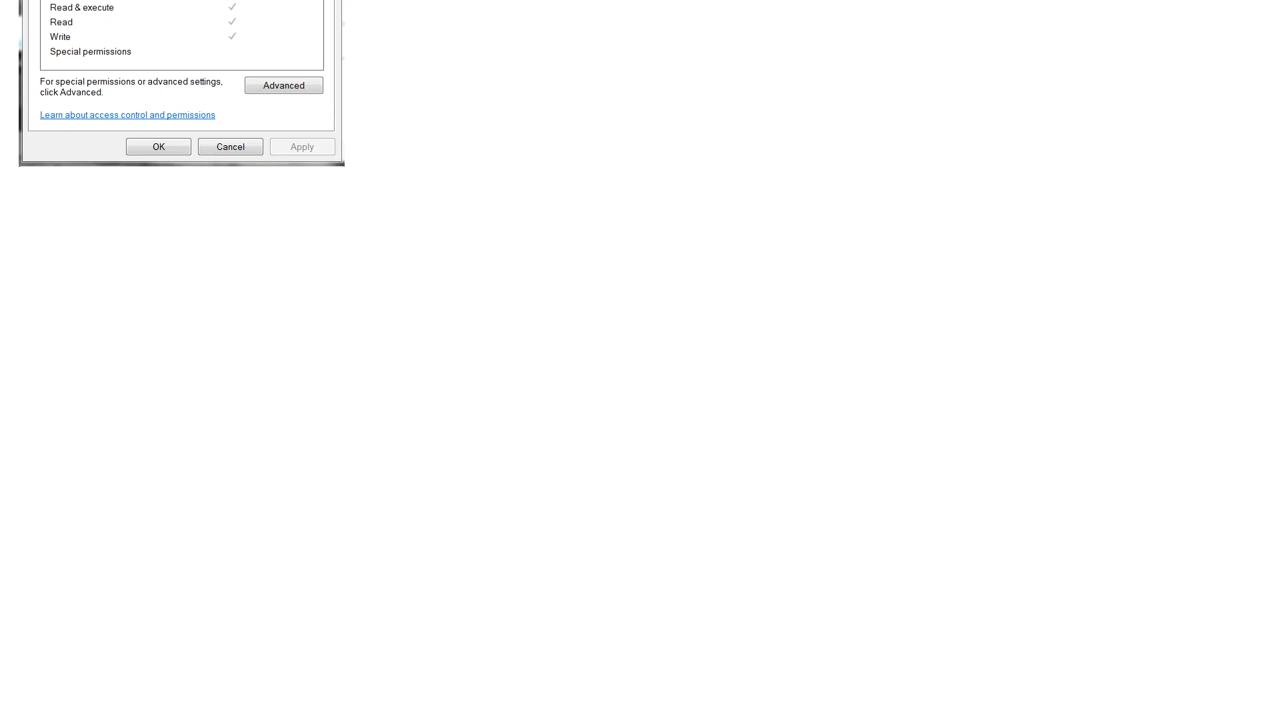 Read & execute
Read
Write
Special permissions
For special permissions or advanced settings,
click Advanced.
Advanced
Learn about access control and permissions
OK
Cancel
Apply